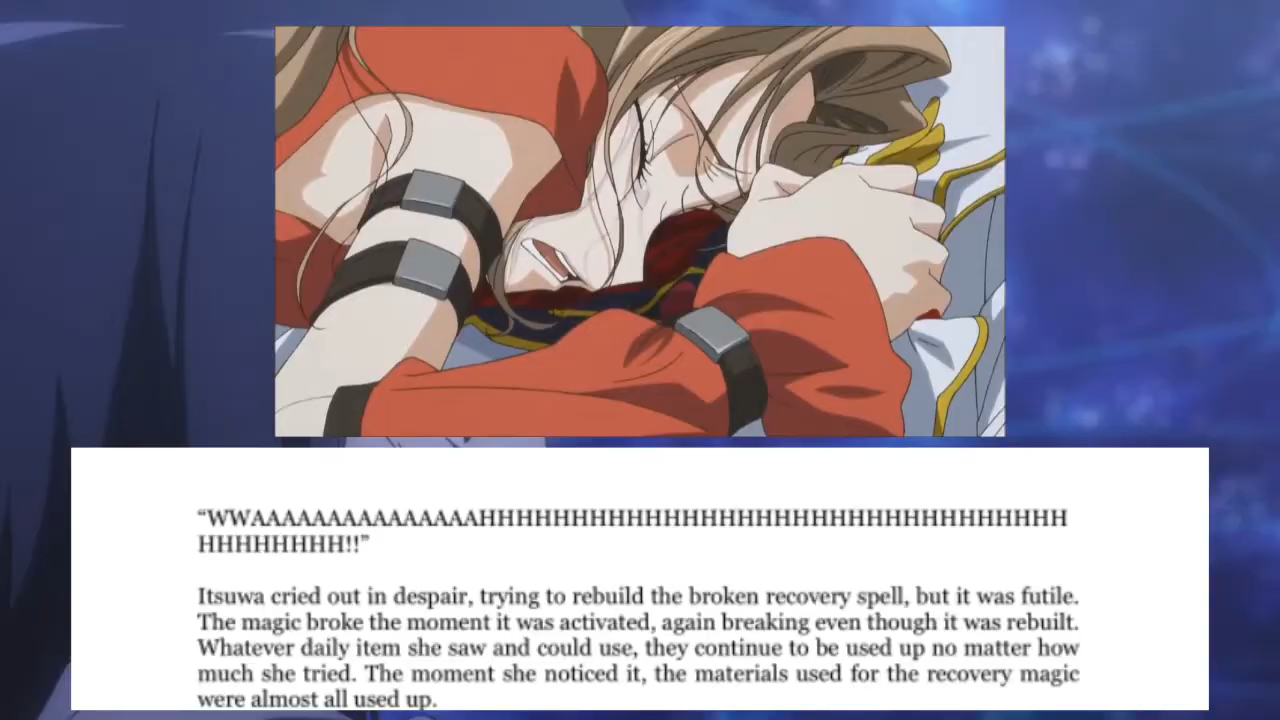 “WWAAAAAAAAAAAAAAAHHHHHHHHHHHHHHHHHHHHHHHHHHHHHHHH
HHHHHHHH!!”
Itsuwa cried out in despair, trying to rebuild the broken recovery spell, but it was futile.
The magic broke the moment it was activated, again breaking even though it was rebuilt.
Whatever daily item she saw and could use, they continue to be used up no matter how
much she tried. The moment she noticed it, the materials used for the recovery magic
were almost all used up.